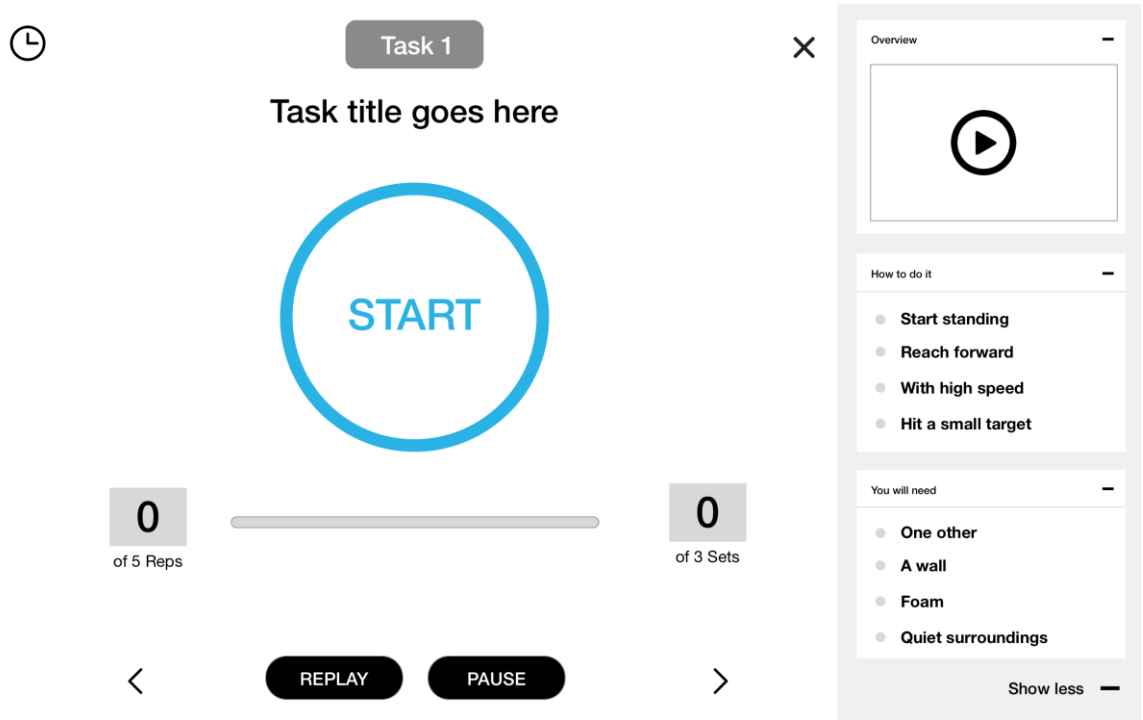 Task 1
Task title goes here
START
0
of 5 Reps
0
of 3 Sets
REPLAY
PAUSE
Overview
How to do it
Start standing
Reach forward
With high speed
Hit a small target
You will need
One other
A wall
Foam
Quiet surroundings
Show less